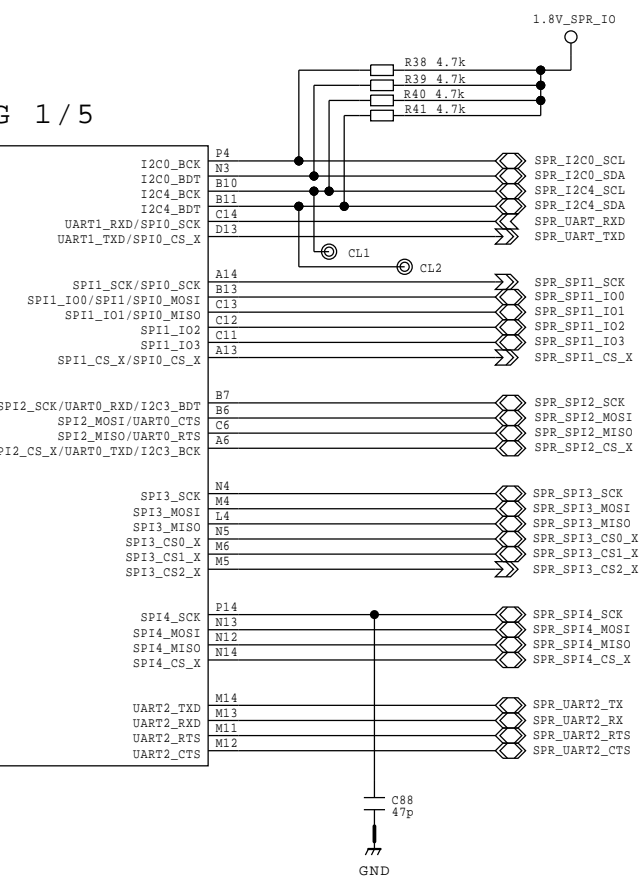 1.8V_SPR_IO
R38 4.7k
R39 4.7k
R40 4.7k
R41 4.7k
G 1/5
I2C0_BCK P4 SPR_I2C0_SCL
I2C0_BDT N3 SPR_I2C0_SDA
I2C4_BCK B10 SPR_I2C4_SCL
I2C4_BDT B11 SPR_I2C4_SDA
UART1_RXD/SPI0_SCK C14 SPR_UART_RXD
UART1_TXD/SPI0_CS_X D13 SPR_UART_TXD
CL1
CL2
SPI1_SCK/SPI0_SCK A14 SPR_SPI1_SCK
SPI1_IO0/SPI1/SPI0_MOSI B13 SPR_SPI1_IO0
SPI1_IO1/SPI0_MISO C13 SPR_SPI1_IO1
SPI1_IO2 C12 SPR_SPI1_IO2
SPI1_IO3 C11 SPR_SPI1_IO3
SPI1_CS_X/SPI0_CS_X A13 SPR_SPI1_CS_X
SPI2_SCK/UART0_RXD/I2C3_BDT B7 SPR_SPI2_SCK
SPI2_MOSI/UART0_CTS B6 SPR_SPI2_MOSI
SPI2_MISO/UART0_RTS C6 SPR_SPI2_MISO
PI2_CS_X/UART0_TXD/I2C3_BCK A6 SPR_SPI2_CS_X
SPI3_SCK N4 SPR_SPI3_SCK
SPI3_MOSI M4 SPR_SPI3_MOSI
SPI3_MISO L4 SPR_SPI3_MISO
SPI3_CS0_X N5 SPR_SPI3_CS0_X
SPI3_CS1_X M6 SPR_SPI3_CS1_X
SPI3_CS2_X M5 SPR_SPI3_CS2_X
SPI4_SCK P14 SPR_SPI4_SCK
SPI4_MOSI N13 SPR_SPI4_MOSI
SPI4_MISO N12 SPR_SPI4_MISO
SPI4_CS_X N14 SPR_SPI4_CS_X
UART2_TXD M14 SPR_UART2_TX
UART2_RXD M13 SPR_UART2_RX
UART2_RTS M11 SPR_UART2_RTS
UART2_CTS M12 SPR_UART2_CTS
C88
47p
GND